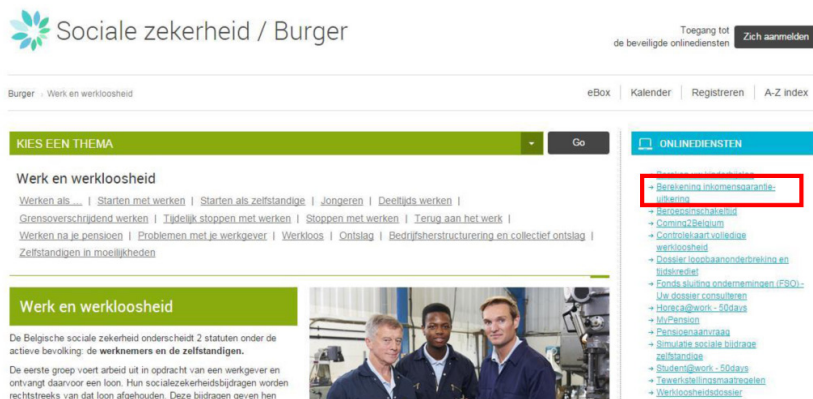 Sociale zekerheid / Burger
Toegang tot
de beveiligde onlinediensten
Zich aanmelden
Burger
Werk en werkloosheid
eBox | Kalender | Registreren | A-Z index
KIES EEN THEMA
Go
ONLINEDIENSTEN
Werk en werkloosheid
Werken als ... | Starten met werken | Starten als zelfstandige | Jongeren | Deeltijds werken |
Grensoverschrijdend werken | Tijdelijk stoppen met werken | Stoppen met werken | Terug aan het werk |
Werken na je pensioen | Problemen met je werkgever | Werkloos | Ontslag | Bedrijfsherstructurering en collectief ontslag |
Zelfstandigen in moeilijkheden
Berekening inkomensgarantie-
uitkering
Beroepsinschakeltijd
Coming2Belgium
Controlekaart volledige
werkloosheid
Dossier loopbaanonderbreking en
tijdskrediet
Fonds sluiting ondernemingen (FSO) -
Uw dossier consulteren
Horeca@work - 50days
MyPension
Pensioenaanvraag
Simulatie sociale bijdrage
zelfstandige
Student@work - 50days
Tewerkstellingsmaatregelen
Werkloosheidsdossier
Werk en werkloosheid
De Belgische sociale zekerheid onderscheidt 2 statuten onder de
actieve bevolking: de werknemers en de zelfstandigen.
De eerste groep voert arbeid uit in opdracht van een werkgever en
ontvangt daarvoor een loon. Hun socialezekerheidsbijdragen worden
rechtstreeks van dat loon afgehouden. Deze bijdragen geven hen